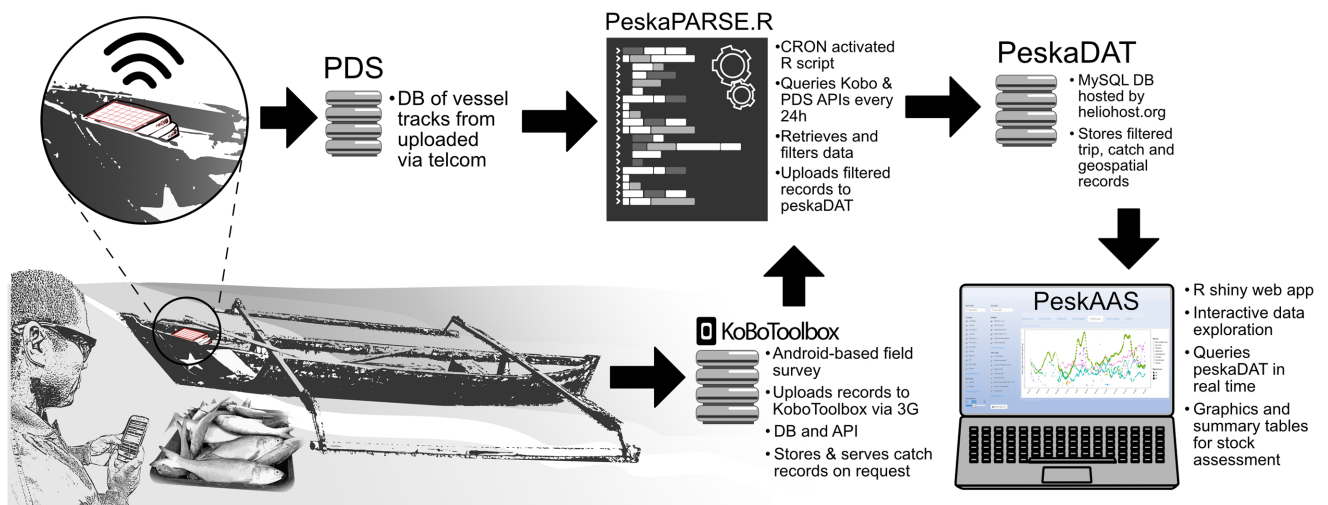 PDS
•DB of vessel
tracks from
uploaded
via telcom
PeskaPARSE.R
•CRON activated
R script
•Queries Kobo &
PDS APIs every
24h
•Retrieves and
filters data
•Uploads filtered
records to
peskaDAT
PeskaDAT
• MySQL DB
hosted by
heliohost.org
• Stores filtered
trip, catch and
geospatial
records
KoBoToolbox
•Android-based field
survey
•Uploads records to
KoboToolbox via 3G
• DB and API
• Stores & serves catch
records on request
PeskAAS
• R shiny web app
• Interactive data
exploration
• Queries
peskaDAT in
real time
• Graphics and
summary tables
for stock
assessment